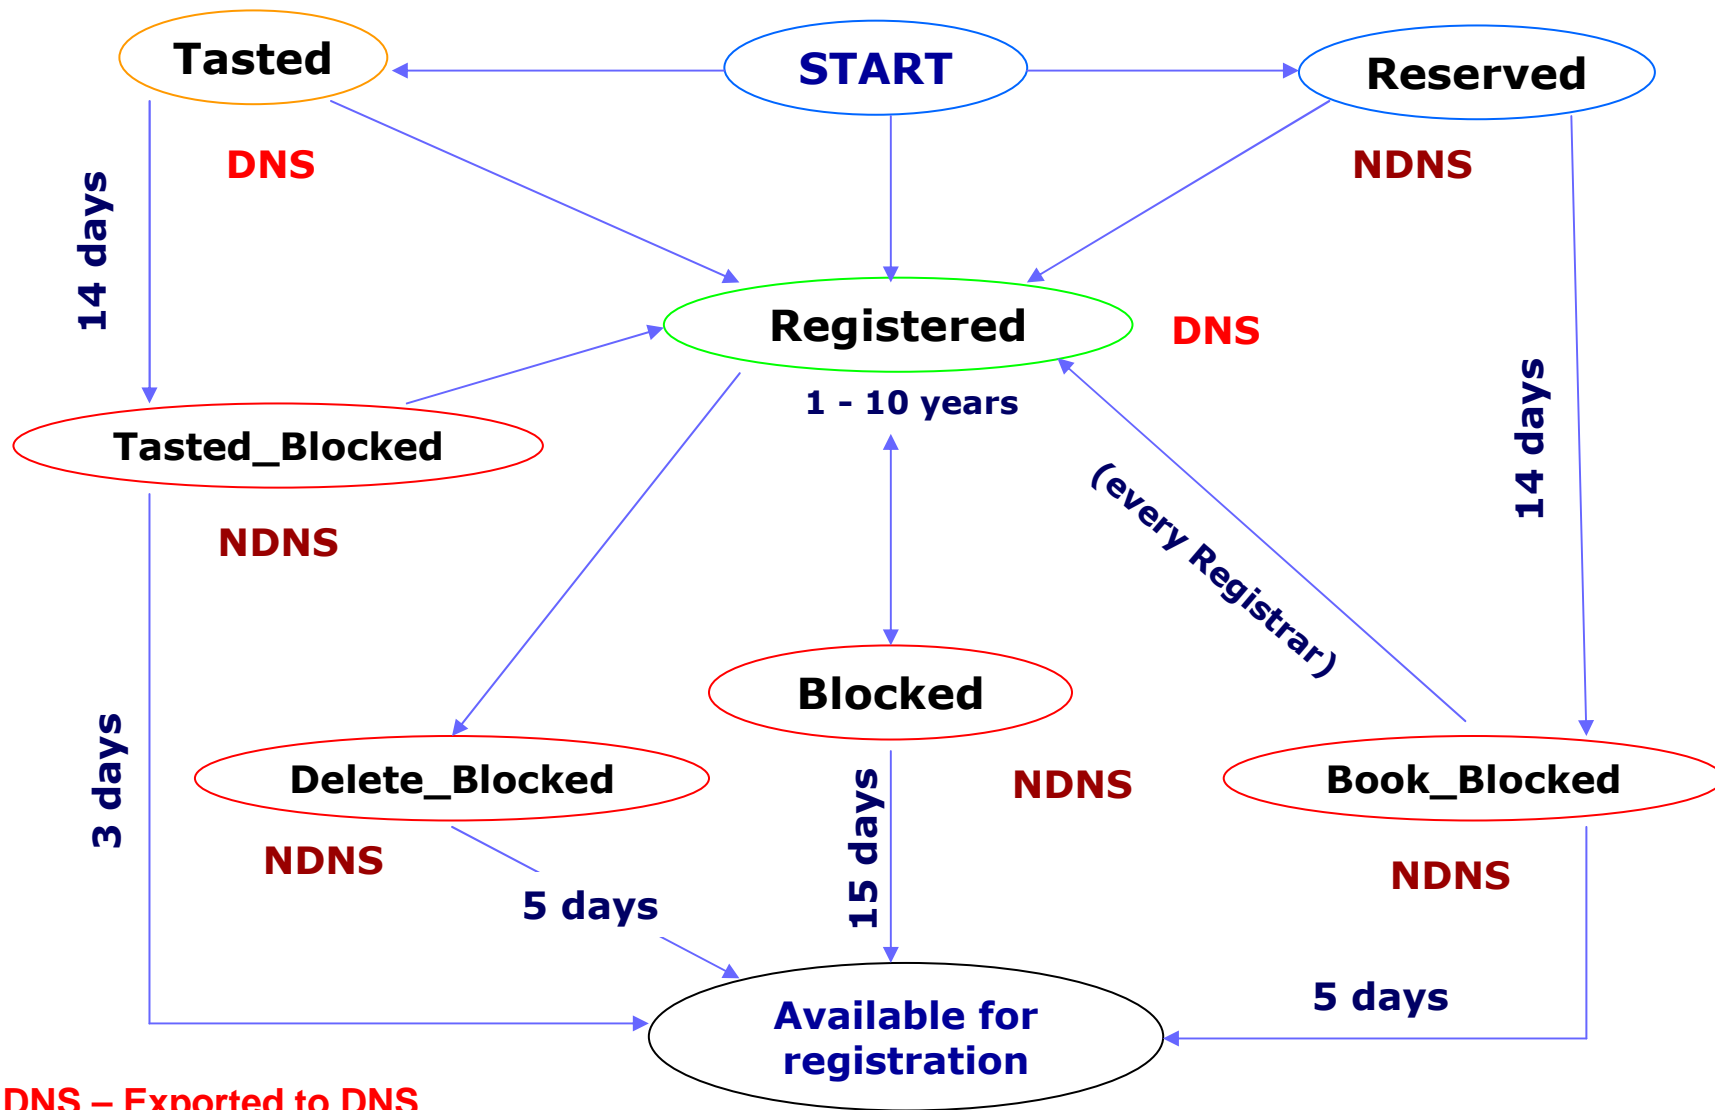 Tasted
START
Reserved
DNS
NDNS
14 days
Registered
DNS
1 - 10 years
14 days
Tasted_Blocked
(every Registrar)
NDNS
Blocked
3 days
Delete_Blocked
NDNS
Book_Blocked
15 days
NDNS
5 days
NDNS
5 days
Available for
registration
DNS – Exported to DNS